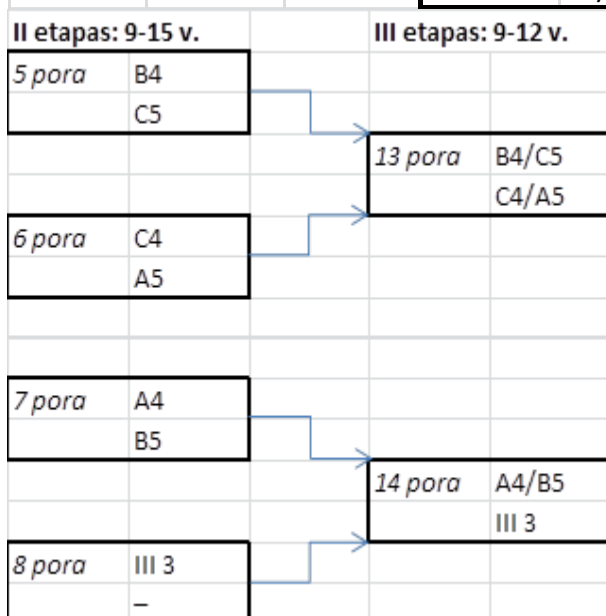 II etapas: 9-15 v.
III etapas: 9-12 v.
5 pora B4
C5
13 pora B4/C5
C4/A5
6 pora C4
A5
7 pora A4
B5
14 pora A4/B5
III 3
8 pora III 3
–